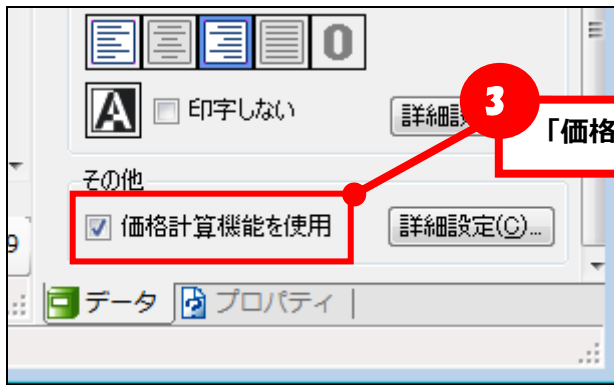 0
A 印字しない 詳細設
3
「価格
その他
価格計算機能を使用 詳細設定(C)...
9
データ プロパティ